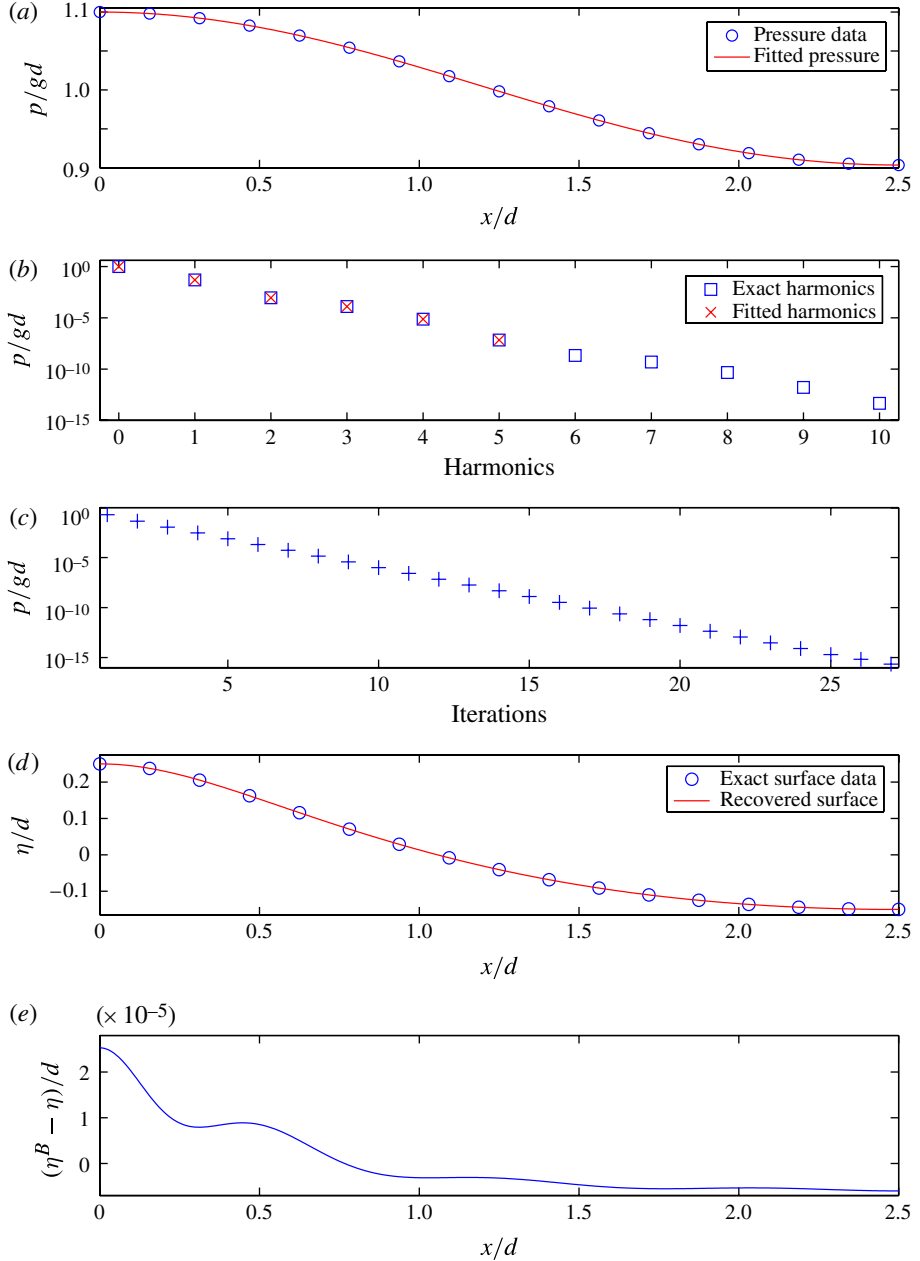 (a)
1.1
1.0
0.9
p/gd
Pressure data
Fitted pressure
0 0.5 1.0 1.5 2.0 2.5
x/d
(b)
10⁰
10⁻⁵
10⁻¹⁰
10⁻¹⁵
p/gd
Exact harmonics
Fitted harmonics
0 1 2 3 4 5 6 7 8 9 10
Harmonics
(c)
10⁰
10⁻⁵
10⁻¹⁰
10⁻¹⁵
p/gd
5 10 15 20 25
Iterations
(d)
0.2
0.1
0
−0.1
η/d
Exact surface data
Recovered surface
0 0.5 1.0 1.5 2.0 2.5
x/d
(e)
(× 10⁻⁵)
2
1
0
(ηᴮ − η)/d
0 0.5 1.0 1.5 2.0 2.5
x/d